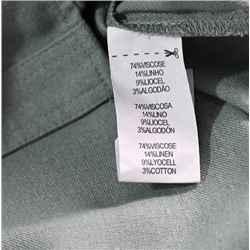 74%VISCOSE
14%LINHO
9%LIOCEL
3%ALGODÃO
74%VISCOSA
14%LINO
9%LIOCEL
3%ALGODÓN
74%VISCOSE
14%LINEN
9%LYOCELL
3%COTTON